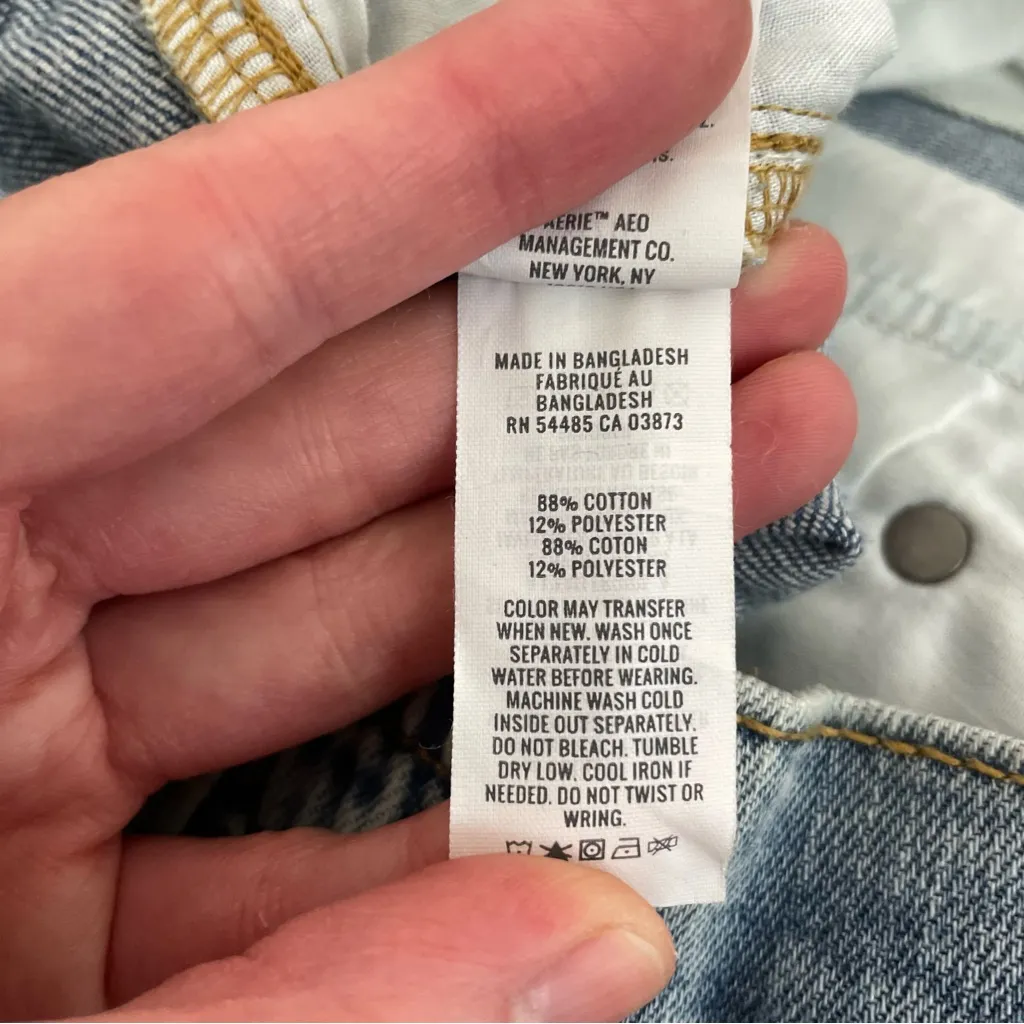 AERIE™ AEO
MANAGEMENT CO.
NEW YORK, NY
MADE IN BANGLADESH
FABRIQUÉ AU
BANGLADESH
RN 54485 CA 03873
88% COTTON
12% POLYESTER
88% COTON
12% POLYESTER
COLOR MAY TRANSFER
WHEN NEW. WASH ONCE
SEPARATELY IN COLD
WATER BEFORE WEARING.
MACHINE WASH COLD
INSIDE OUT SEPARATELY.
DO NOT BLEACH. TUMBLE
DRY LOW. COOL IRON IF
NEEDED. DO NOT TWIST OR
WRING.